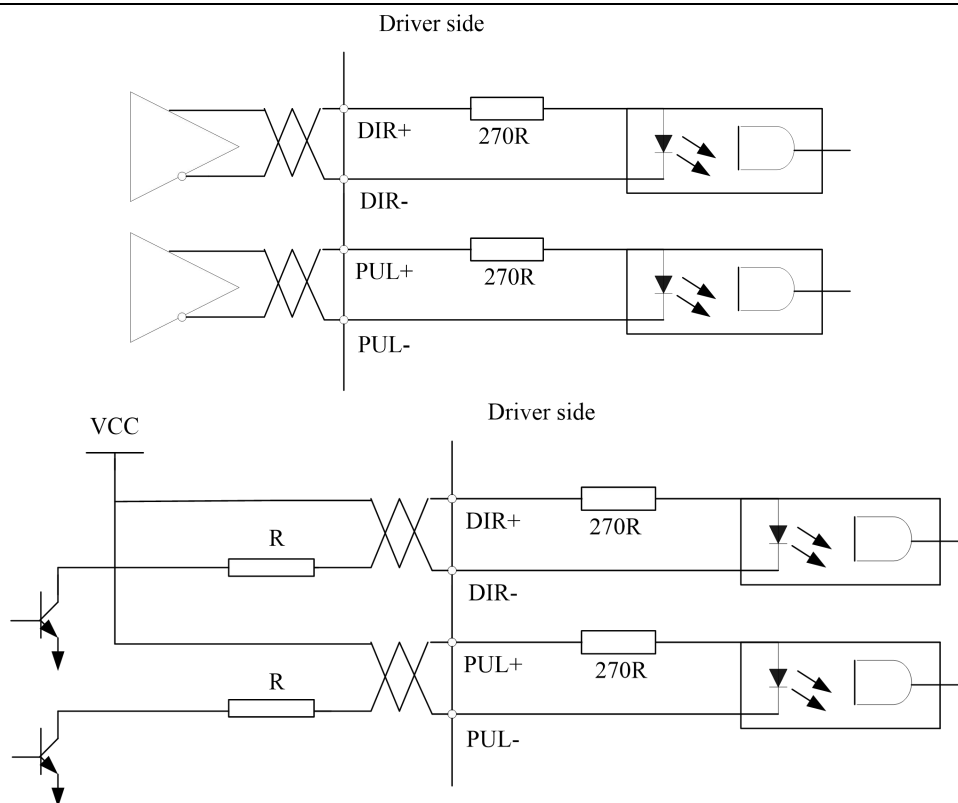 Driver side
DIR+
270R
DIR-
PUL+
270R
PUL-
Driver side
VCC
DIR+
270R
R
DIR-
PUL+
270R
R
PUL-